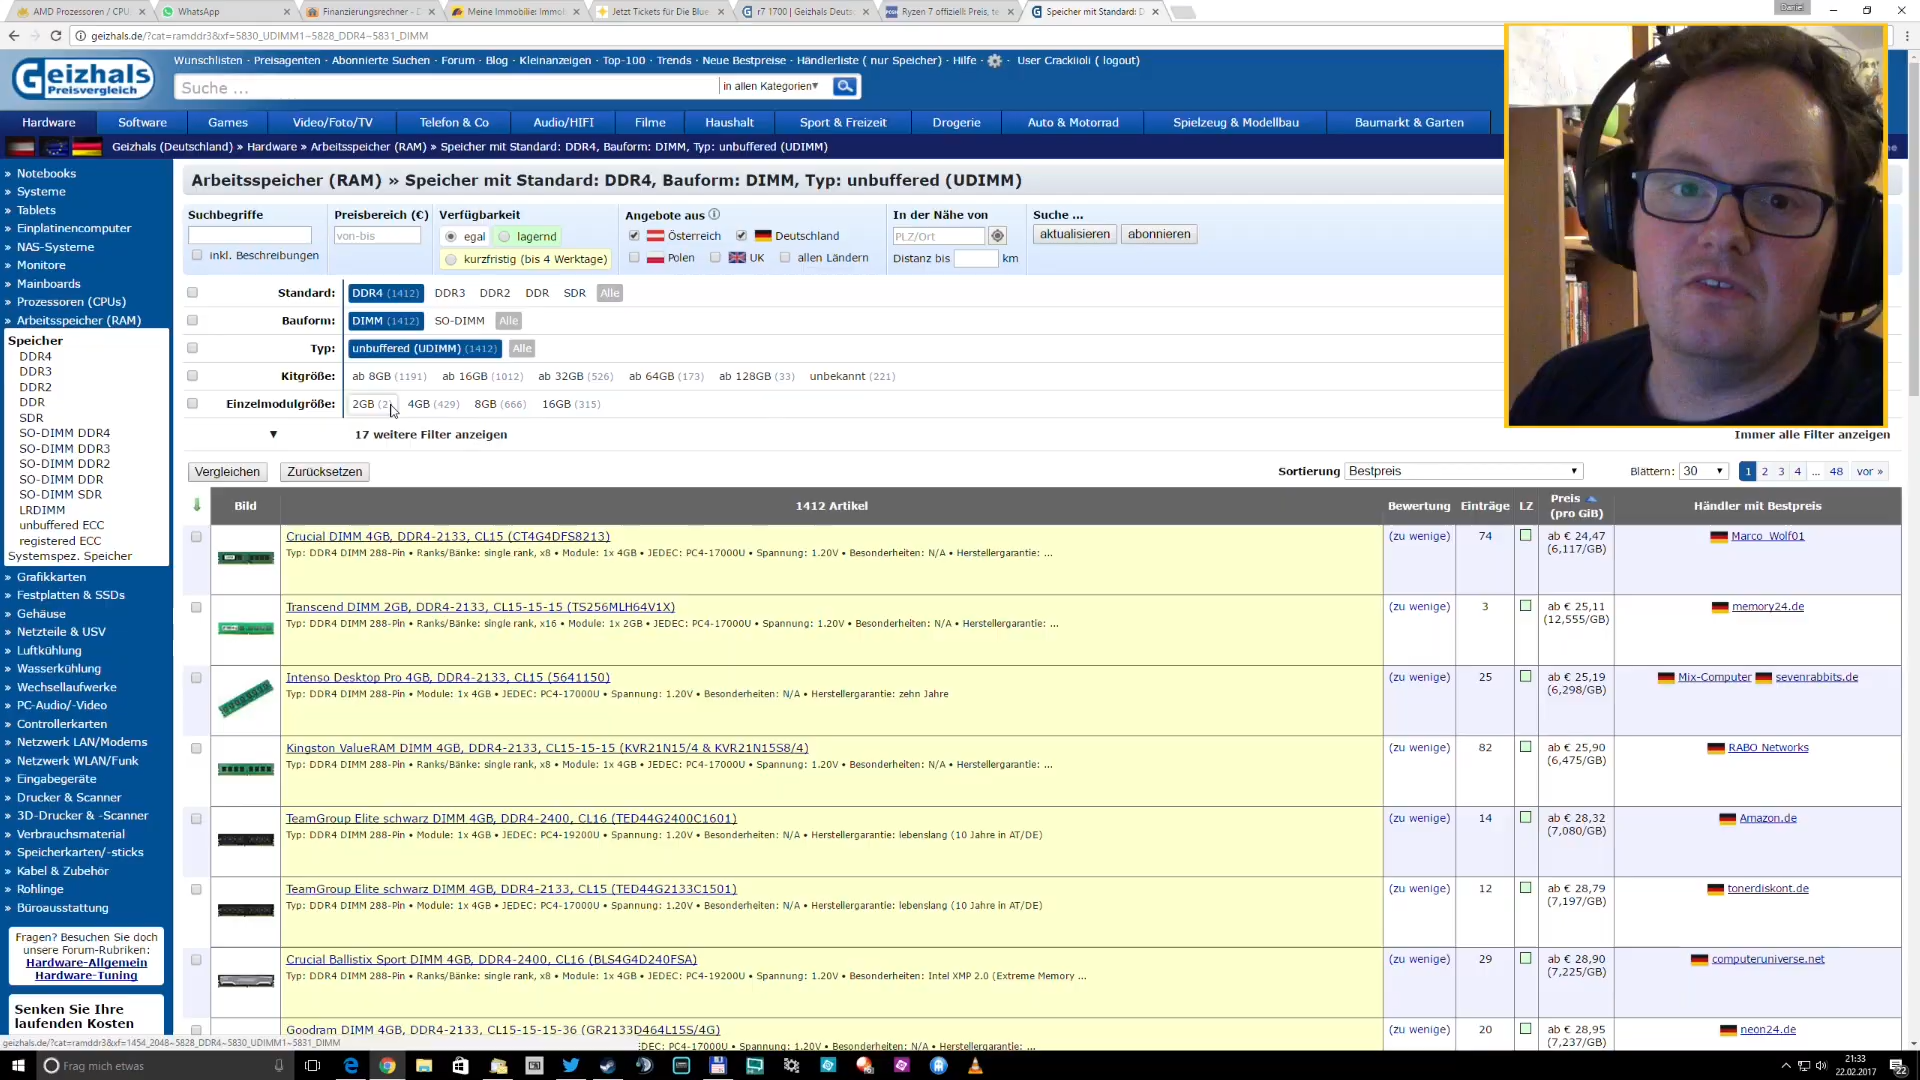 AMD Prozessoren / CPU
WhatsApp
Finanzierungsrechner - D
Meine Immobilie: Immol
Jetzt Tickets für Die Blue
r7 1700 | Geizhals Deuts
Ryzen 7 offiziell: Preis, te
Speicher mit Standard: D
Daniel
geizhals.de/?cat=ramddr3&xf=5830_UDIMM1~5828_DDR4~5831_DIMM
Geizhals
Preisvergleich
Wunschlisten · Preisagenten · Abonnierte Suchen · Forum · Blog · Kleinanzeigen · Top-100 · Trends · Neue Bestpreise · Händlerliste ( nur Speicher) · Hilfe · User Crackiioli ( logout)
Suche ...
in allen Kategorien▾
Hardware
Software
Games
Video/Foto/TV
Telefon & Co
Audio/HIFI
Filme
Haushalt
Sport & Freizeit
Drogerie
Auto & Motorrad
Spielzeug & Modellbau
Baumarkt & Garten
Geizhals (Deutschland) » Hardware » Arbeitsspeicher (RAM) » Speicher mit Standard: DDR4, Bauform: DIMM, Typ: unbuffered (UDIMM)
» Notebooks
» Systeme
» Tablets
» Einplatinencomputer
» NAS-Systeme
» Monitore
» Mainboards
» Prozessoren (CPUs)
» Arbeitsspeicher (RAM)
Speicher
DDR4
DDR3
DDR2
DDR
SDR
SO-DIMM DDR4
SO-DIMM DDR3
SO-DIMM DDR2
SO-DIMM DDR
SO-DIMM SDR
LRDIMM
unbuffered ECC
registered ECC
Systemspez. Speicher
» Grafikkarten
» Festplatten & SSDs
» Gehäuse
» Netzteile & USV
» Luftkühlung
» Wasserkühlung
» Wechsellaufwerke
» PC-Audio/-Video
» Controllerkarten
» Netzwerk LAN/Modems
» Netzwerk WLAN/Funk
» Eingabegeräte
» Drucker & Scanner
» 3D-Drucker & -Scanner
» Verbrauchsmaterial
» Speicherkarten/-sticks
» Kabel & Zubehör
» Rohlinge
» Büroausstattung
Fragen? Besuchen Sie doch
unsere Forum-Rubriken:
Hardware-Allgemein
Hardware-Tuning
Senken Sie Ihre
laufenden Kosten
Arbeitsspeicher (RAM) » Speicher mit Standard: DDR4, Bauform: DIMM, Typ: unbuffered (UDIMM)
Suchbegriffe
inkl. Beschreibungen
Preisbereich (€)
von-bis
Verfügbarkeit
egal
lagernd
kurzfristig (bis 4 Werktage)
Angebote aus
Österreich
Deutschland
Polen
UK
allen Ländern
In der Nähe von
PLZ/Ort
Distanz bis km
Suche ...
aktualisieren
abonnieren
Standard: DDR4 (1412) DDR3 DDR2 DDR SDR Alle
Bauform: DIMM (1412) SO-DIMM Alle
Typ: unbuffered (UDIMM) (1412) Alle
Kitgröße: ab 8GB (1191) ab 16GB (1012) ab 32GB (526) ab 64GB (173) ab 128GB (33) unbekannt (221)
Einzelmodulgröße: 2GB (2) 4GB (429) 8GB (666) 16GB (315)
▼ 17 weitere Filter anzeigen
Immer alle Filter anzeigen
Vergleichen
Zurücksetzen
Sortierung Bestpreis
Blättern: 30
1 2 3 4 ... 48 vor »
Bild 1412 Artikel Bewertung Einträge LZ Preis
(pro GiB) Händler mit Bestpreis
Crucial DIMM 4GB, DDR4-2133, CL15 (CT4G4DFS8213) (zu wenige) 74 ab € 24,47 Marco_Wolf01
Typ: DDR4 DIMM 288-Pin • Ranks/Bänke: single rank, x8 • Module: 1x 4GB • JEDEC: PC4-17000U • Spannung: 1.20V • Besonderheiten: N/A • Herstellergarantie: ... (6,117/GB)
Transcend DIMM 2GB, DDR4-2133, CL15-15-15 (TS256MLH64V1X) (zu wenige) 3 ab € 25,11 memory24.de
Typ: DDR4 DIMM 288-Pin • Ranks/Bänke: single rank, x16 • Module: 1x 2GB • JEDEC: PC4-17000U • Spannung: 1.20V • Besonderheiten: N/A • Herstellergarantie: ... (12,555/GB)
Intenso Desktop Pro 4GB, DDR4-2133, CL15 (5641150) (zu wenige) 25 ab € 25,19 Mix-Computer sevenrabbits.de
Typ: DDR4 DIMM 288-Pin • Module: 1x 4GB • JEDEC: PC4-17000U • Spannung: 1.20V • Besonderheiten: N/A • Herstellergarantie: zehn Jahre (6,298/GB)
Kingston ValueRAM DIMM 4GB, DDR4-2133, CL15-15-15 (KVR21N15/4 & KVR21N15S8/4) (zu wenige) 82 ab € 25,90 RABO Networks
Typ: DDR4 DIMM 288-Pin • Ranks/Bänke: single rank, x8 • Module: 1x 4GB • JEDEC: PC4-17000U • Spannung: 1.20V • Besonderheiten: N/A • Herstellergarantie: ... (6,475/GB)
TeamGroup Elite schwarz DIMM 4GB, DDR4-2400, CL16 (TED44G2400C1601) (zu wenige) 14 ab € 28,32 Amazon.de
Typ: DDR4 DIMM 288-Pin • Module: 1x 4GB • JEDEC: PC4-19200U • Spannung: 1.20V • Besonderheiten: N/A • Herstellergarantie: lebenslang (10 Jahre in AT/DE) (7,080/GB)
TeamGroup Elite schwarz DIMM 4GB, DDR4-2133, CL15 (TED44G2133C1501) (zu wenige) 12 ab € 28,79 tonerdiskont.de
Typ: DDR4 DIMM 288-Pin • Module: 1x 4GB • JEDEC: PC4-17000U • Spannung: 1.20V • Besonderheiten: N/A • Herstellergarantie: lebenslang (10 Jahre in AT/DE) (7,197/GB)
Crucial Ballistix Sport DIMM 4GB, DDR4-2400, CL16 (BLS4G4D240FSA) (zu wenige) 29 ab € 28,90 computeruniverse.net
Typ: DDR4 DIMM 288-Pin • Ranks/Bänke: single rank, x8 • Module: 1x 4GB • JEDEC: PC4-19200U • Spannung: 1.20V • Besonderheiten: Intel XMP 2.0 (Extreme Memory ... (7,225/GB)
Goodram DIMM 4GB, DDR4-2133, CL15-15-15-36 (GR2133D464L15S/4G) (zu wenige) 20 ab € 28,95 neon24.de
JEDEC: PC4-17000U • Spannung: 1.20V • Besonderheiten: N/A • Herstellergarantie: ... (7,237/GB)
geizhals.de/?cat=ramddr3&xf=1454_2048~5828_DDR4~5830_UDIMM1~5831_DIMM
Frag mich etwas
21:33
22.02.2017
22